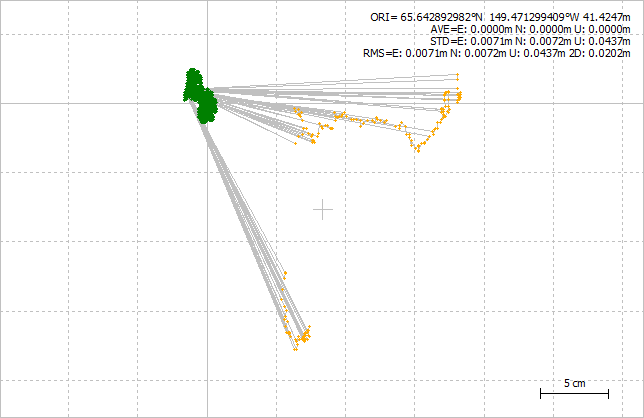 ORI= 65.642892982°N 149.471299409°W 41.4247m
AVE=E: 0.0000m N: 0.0000m U: 0.0000m
STD=E: 0.0071m N: 0.0072m U: 0.0437m
RMS=E: 0.0071m N: 0.0072m U: 0.0437m 2D: 0.0202m
5 cm